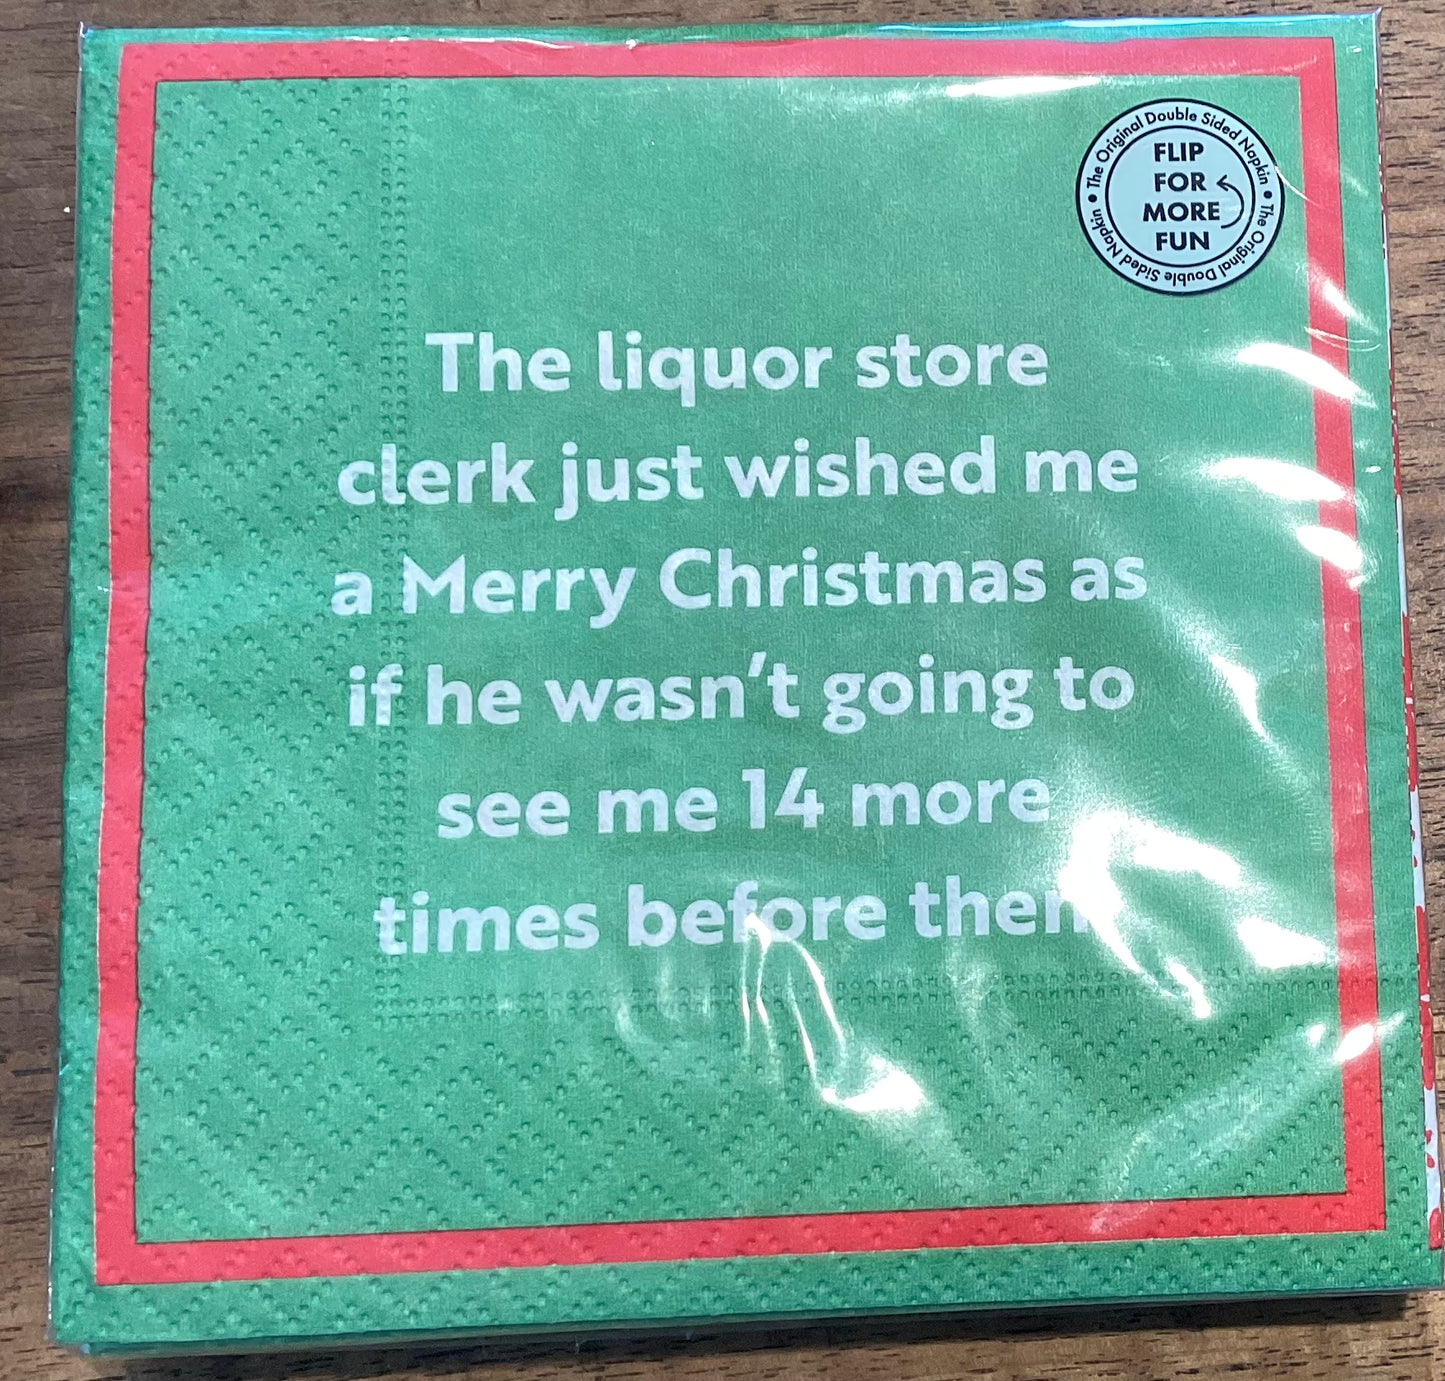 The Original Double Sided Napkin • The Original Double Sided Napkin •
FLIP
FOR
MORE
FUN
The liquor store
clerk just wished me
a Merry Christmas as
if he wasn't going to
see me 14 more
times before then